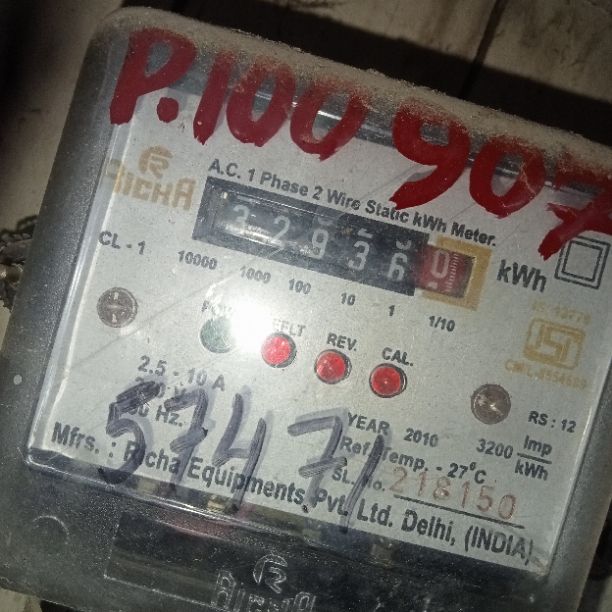 P.100 907
RICHA
A.C. 1 Phase 2 Wire Static kWh Meter.
3 2 9 3 6 0 kWh
CL - 1
10000 1000 100 10 1 1/10
REV. CAL.
2.5 - 10 A
RS : 12
57471
YEAR 2010
3200 Imp/kWh
Ref. Temp. - 27°C
SL. No. 218150
Mfrs. : Richa Equipments Pvt. Ltd. Delhi, (INDIA)
RICHA